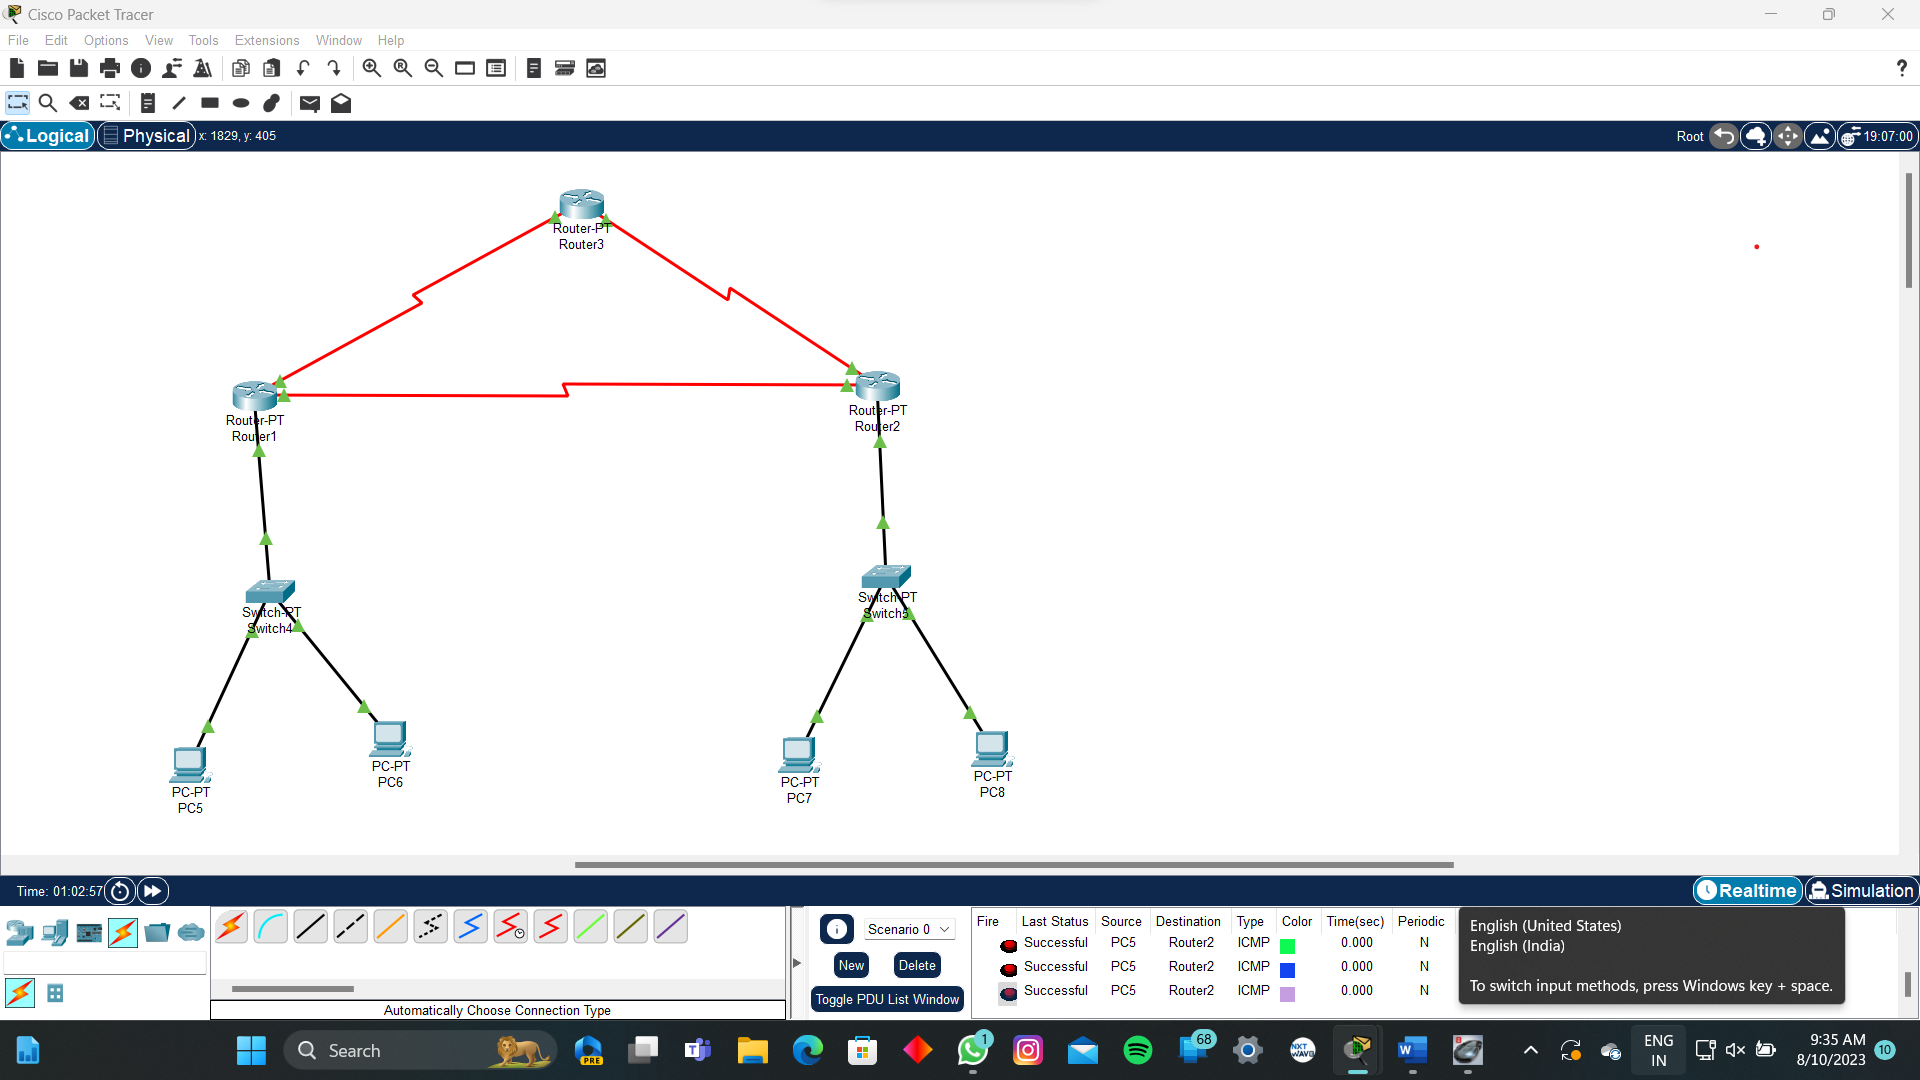 Cisco Packet Tracer
File Edit Options View Tools Extensions Window Help
?
Logical Physical x: 1829, y: 405 Root 19:07:00
Router-PT
Router3
Router-PT
Router1
Router-PT
Router2
Switch-PT
Switch4
Switch-PT
Switch5
PC-PT
PC5
PC-PT
PC6
PC-PT
PC7
PC-PT
PC8
Time: 01:02:57 Realtime Simulation
Automatically Choose Connection Type
Scenario 0
New Delete
Toggle PDU List Window
Fire Last Status Source Destination Type Color Time(sec) Periodic
Successful PC5 Router2 ICMP 0.000 N
Successful PC5 Router2 ICMP 0.000 N
Successful PC5 Router2 ICMP 0.000 N
English (United States)
English (India)
To switch input methods, press Windows key + space.
Search
PRE
1
68
NXT
WAVE
ENG
IN
9:35 AM
8/10/2023
10